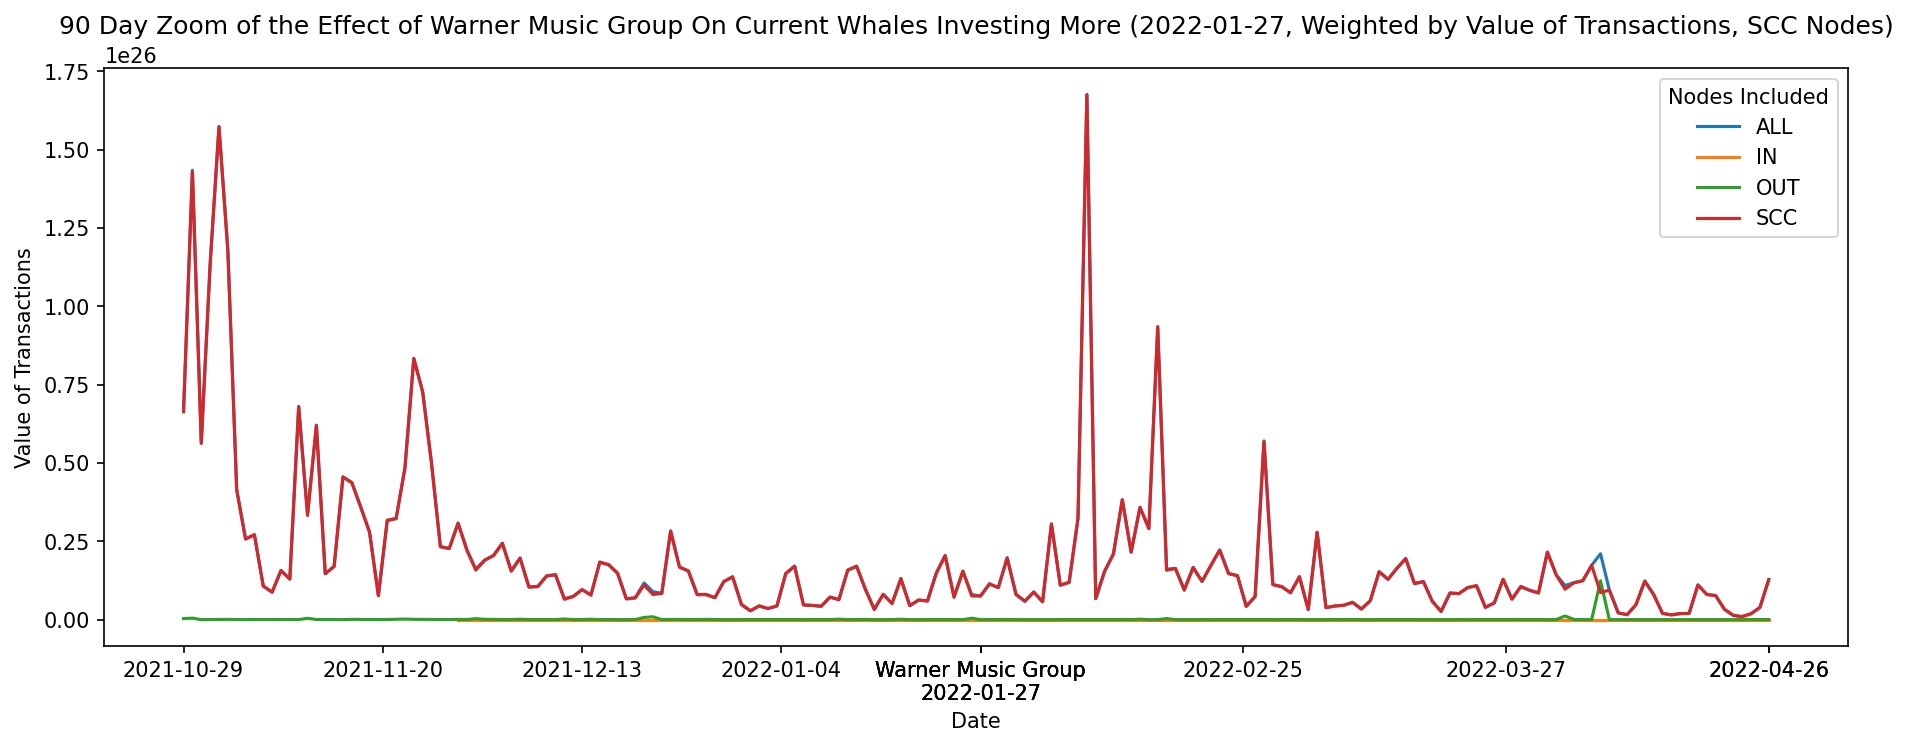 90 Day Zoom of the Effect of Warner Music Group On Current Whales Investing More (2022-01-27, Weighted by Value of Transactions, SCC Nodes)
1e26
1.75
1.50
1.25
1.00
0.75
0.50
0.25
0.00
Value of Transactions
Nodes Included
ALL
IN
OUT
SCC
2021-10-29 2021-11-20 2021-12-13 2022-01-04 Warner Music Group 2022-02-25 2022-03-27 2022-04-26
2022-01-27
Date